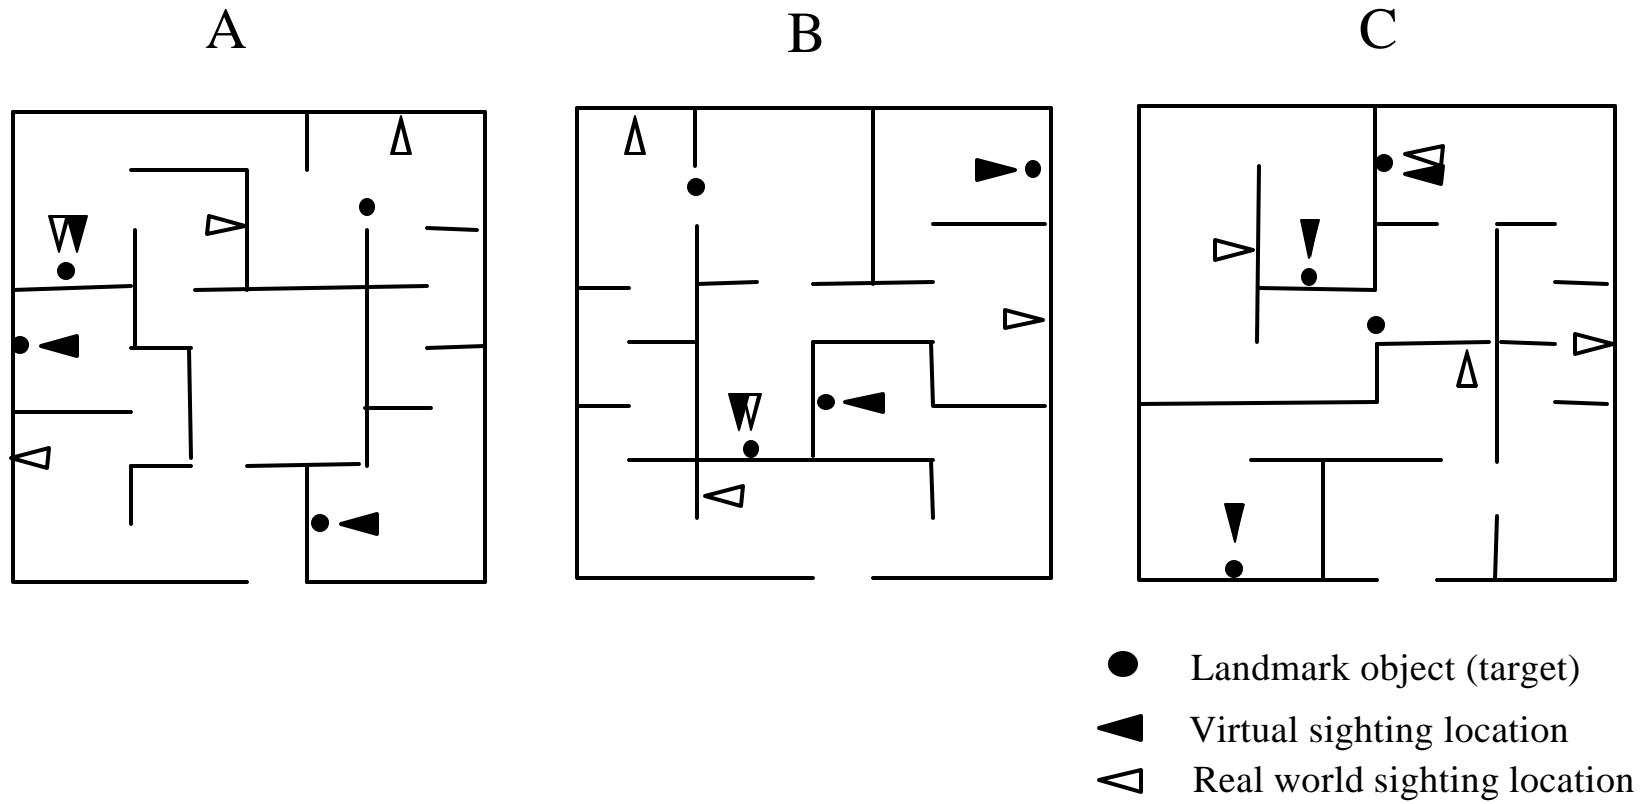 A
B
C
Landmark object (target)
Virtual sighting location
Real world sighting location